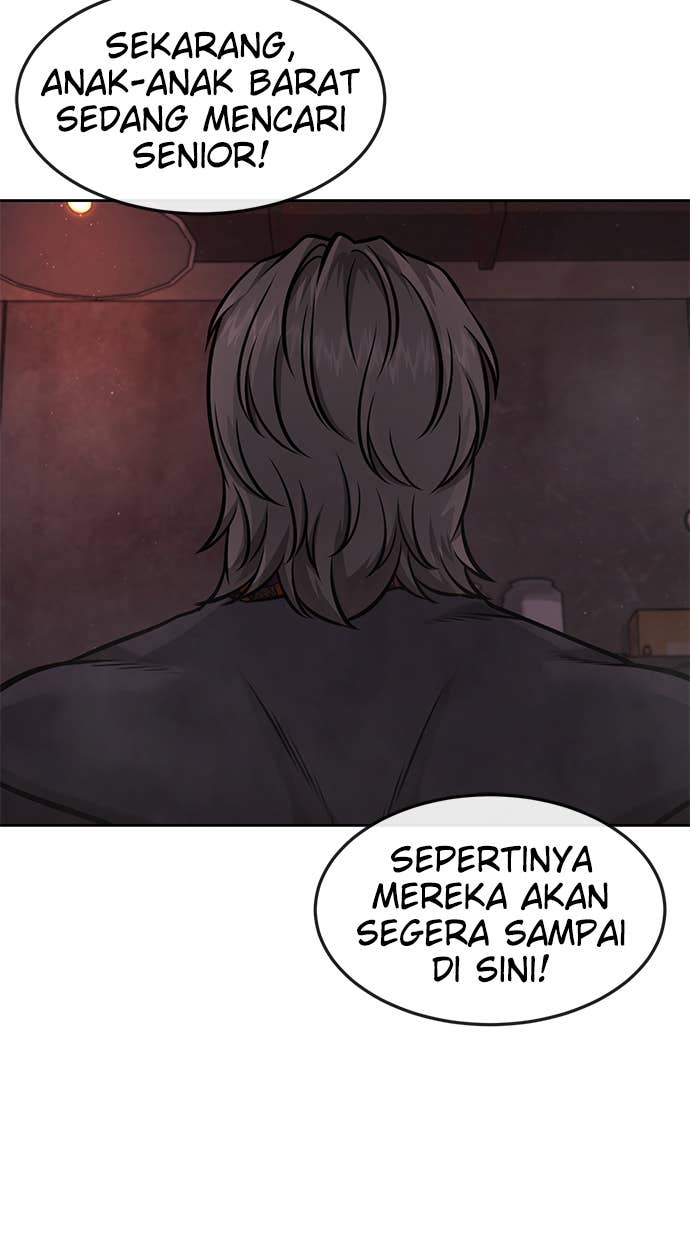 SEKARANG,
ANAK-ANAK BARAT
SEDANG MENCARI
SENIOR!
SEPERTINYA
MEREKA AKAN
SEGERA SAMPAI
DI SINI!